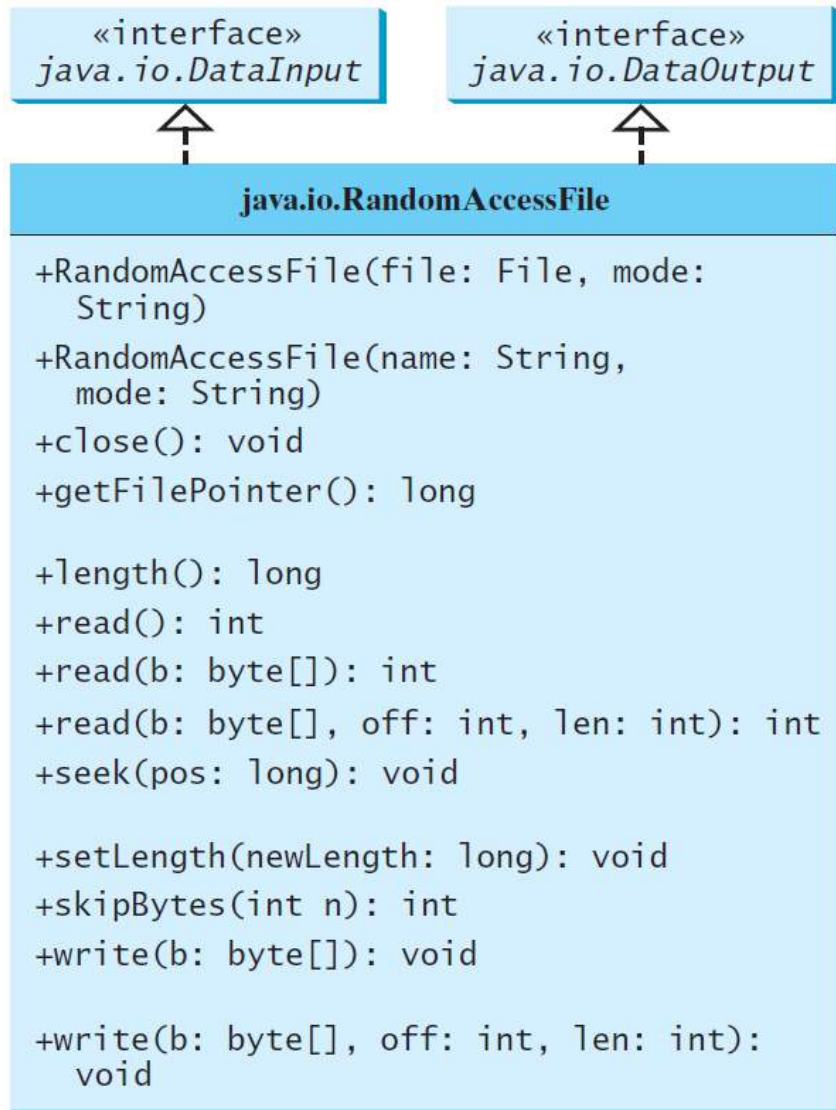 «interface»
java.io.DataInput
«interface»
java.io.DataOutput
java.io.RandomAccessFile
+RandomAccessFile(file: File, mode:
String)
+RandomAccessFile(name: String,
mode: String)
+close(): void
+getFilePointer(): long
+length(): long
+read(): int
+read(b: byte[]): int
+read(b: byte[], off: int, len: int): int
+seek(pos: long): void
+setLength(newLength: long): void
+skipBytes(int n): int
+write(b: byte[]): void
+write(b: byte[], off: int, len: int):
void